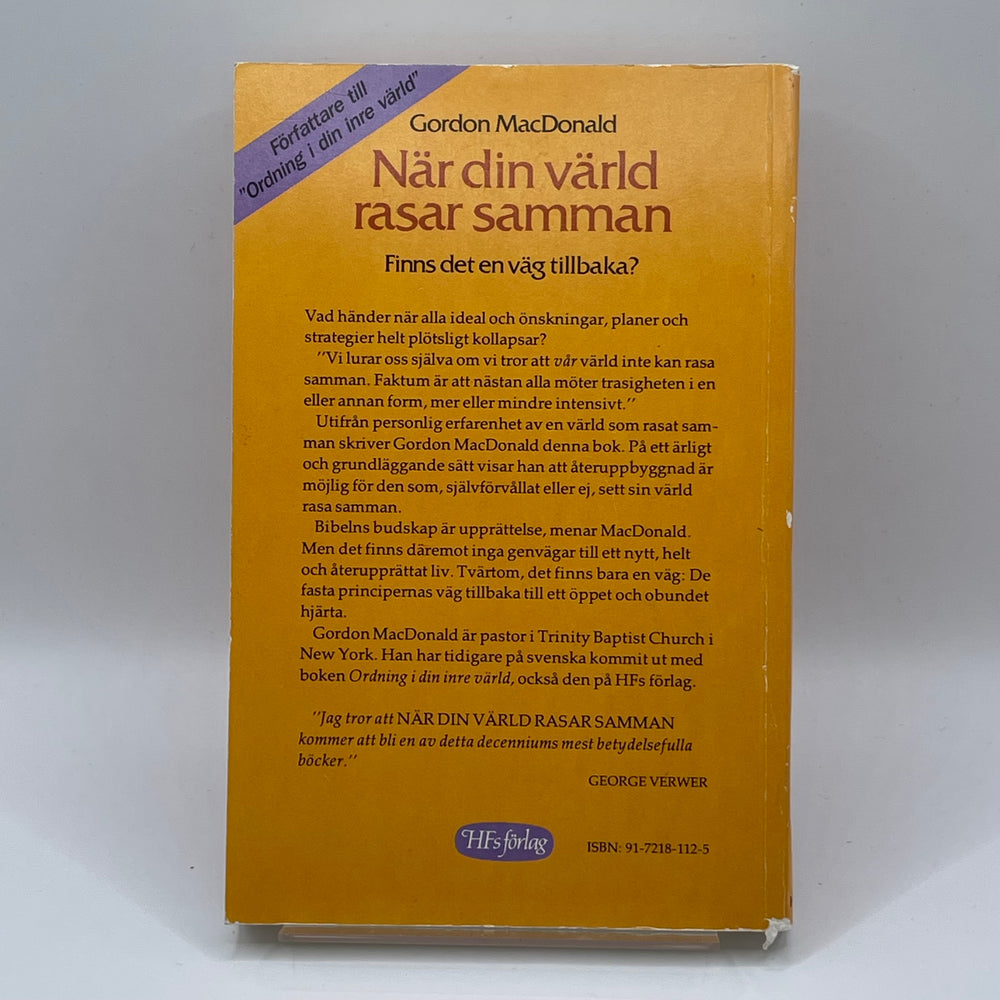 Författare till
"Ordning i din inre värld"
Gordon MacDonald
När din värld
rasar samman
Finns det en väg tillbaka?
Vad händer när alla ideal och önskningar, planer och
strategier helt plötsligt kollapsar?
"Vi lurar oss själva om vi tror att vår värld inte kan rasa
samman. Faktum är att nästan alla möter trasigheten i en
eller annan form, mer eller mindre intensivt."
Utifrån personlig erfarenhet av en värld som rasat sam-
man skriver Gordon MacDonald denna bok. På ett ärligt
och grundläggande sätt visar han att återuppbyggnad är
möjlig för den som, självförvållat eller ej, sett sin värld
rasa samman.
Bibelns budskap är upprättelse, menar MacDonald.
Men det finns däremot inga genvägar till ett nytt, helt
och återupprättat liv. Tvärtom, det finns bara en väg: De
fasta principernas väg tillbaka till ett öppet och obundet
hjärta.
Gordon MacDonald är pastor i Trinity Baptist Church i
New York. Han har tidigare på svenska kommit ut med
boken Ordning i din inre värld, också den på HFs förlag.
"Jag tror att NÄR DIN VÄRLD RASAR SAMMAN
kommer att bli en av detta decenniums mest betydelsefulla
böcker."
GEORGE VERWER
HFs förlag
ISBN: 91-7218-112-5